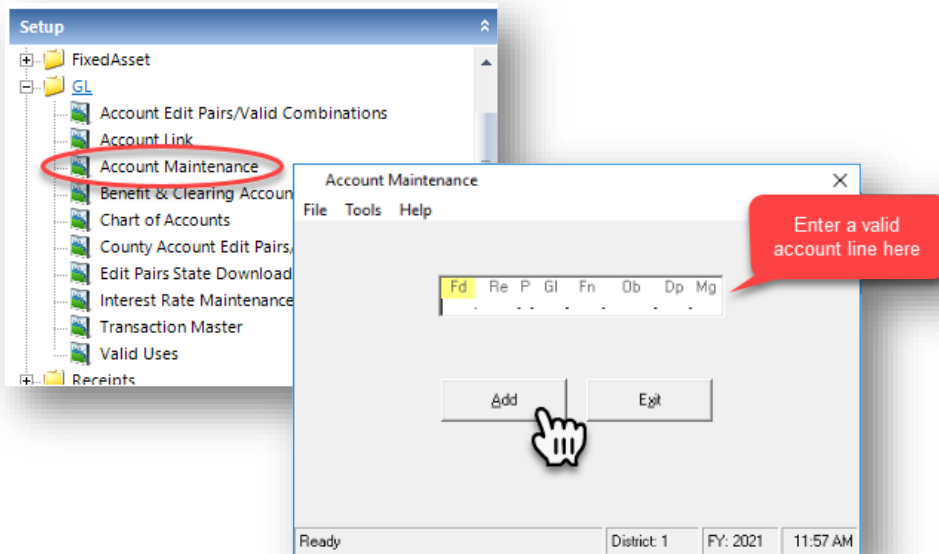 Setup
FixedAsset
GL
Account Edit Pairs/Valid Combinations
Account Link
Account Maintenance
Benefit & Clearing Accoun
Chart of Accounts
County Account Edit Pairs/
Edit Pairs State Download
Interest Rate Maintenance
Transaction Master
Valid Uses
Receipts
Account Maintenance
File Tools Help
Enter a valid
account line here
Fd Re P Gl Fn Ob Dp Mg
Add Exit
Ready District: 1 FY: 2021 11:57 AM